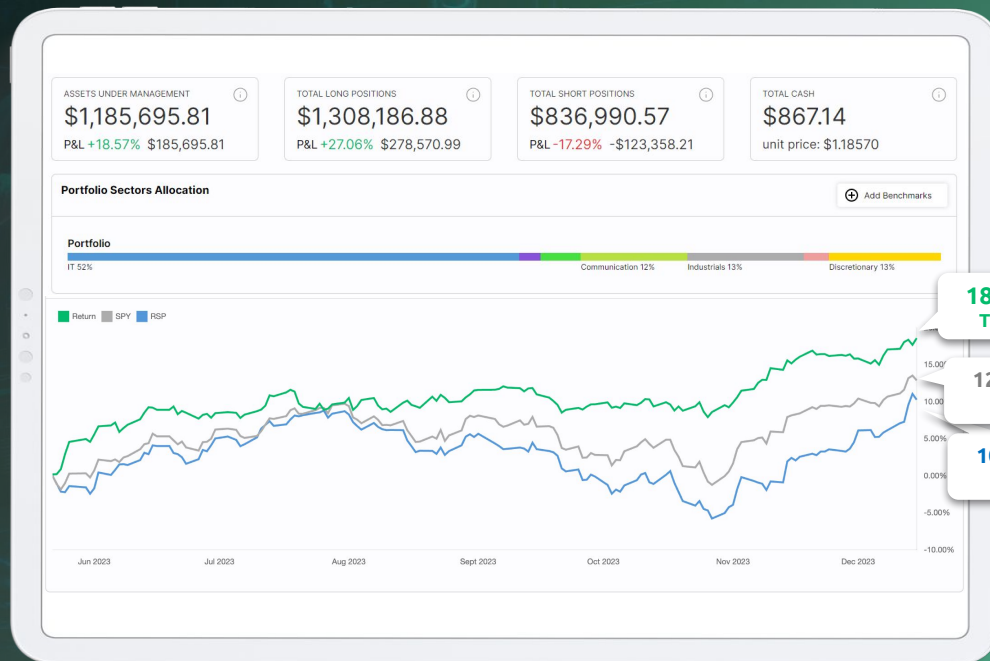 ASSETS UNDER MANAGEMENT
$1,185,695.81
P&L +18.57% $185,695.81
TOTAL LONG POSITIONS
$1,308,186.88
P&L +27.06% $278,570.99
TOTAL SHORT POSITIONS
$836,990.57
P&L -17.29% -$123,358.21
TOTAL CASH
$867.14
unit price: $1.18570
Portfolio Sectors Allocation
Add Benchmarks
Portfolio
IT 52%
Communication 12%
Industrials 13%
Discretionary 13%
Return
SPY
RSP
18
T
15.00%
12
10.00
5.00%
10
0.00%
-5.00%
-10.00%
Jun 2023
Jul 2023
Aug 2023
Sept 2023
Oct 2023
Nov 2023
Dec 2023